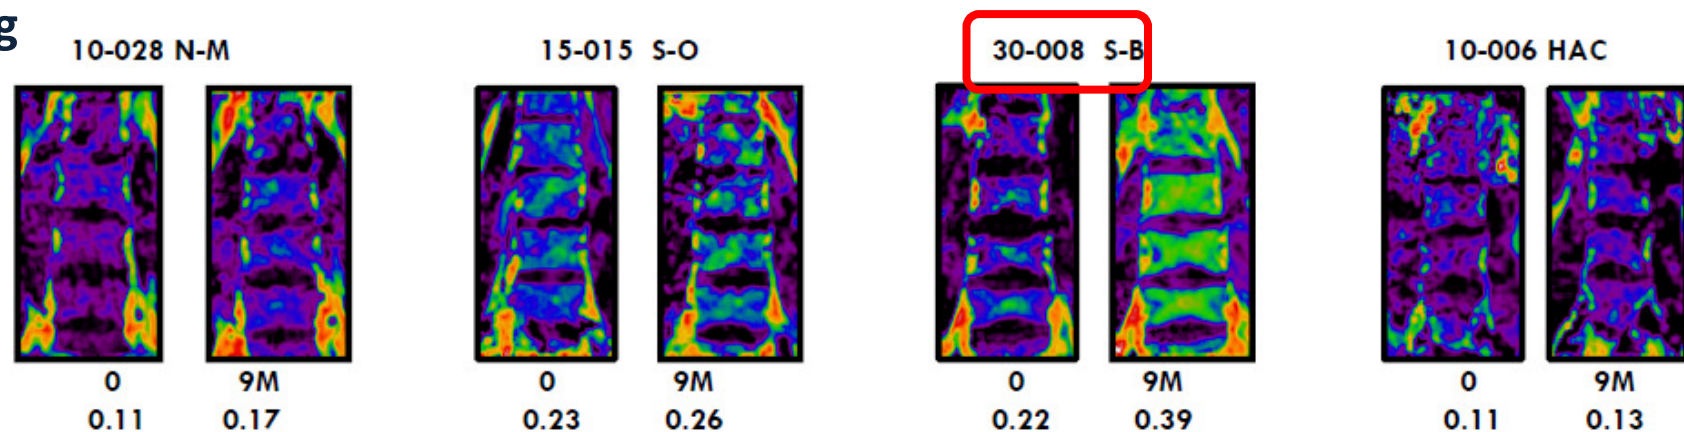 g
10-028 N-M 15-015 S-O 30-008 S-B 10-006 HAC
0 9M 0 9M 0 9M 0 9M
0.11 0.17 0.23 0.26 0.22 0.39 0.11 0.13